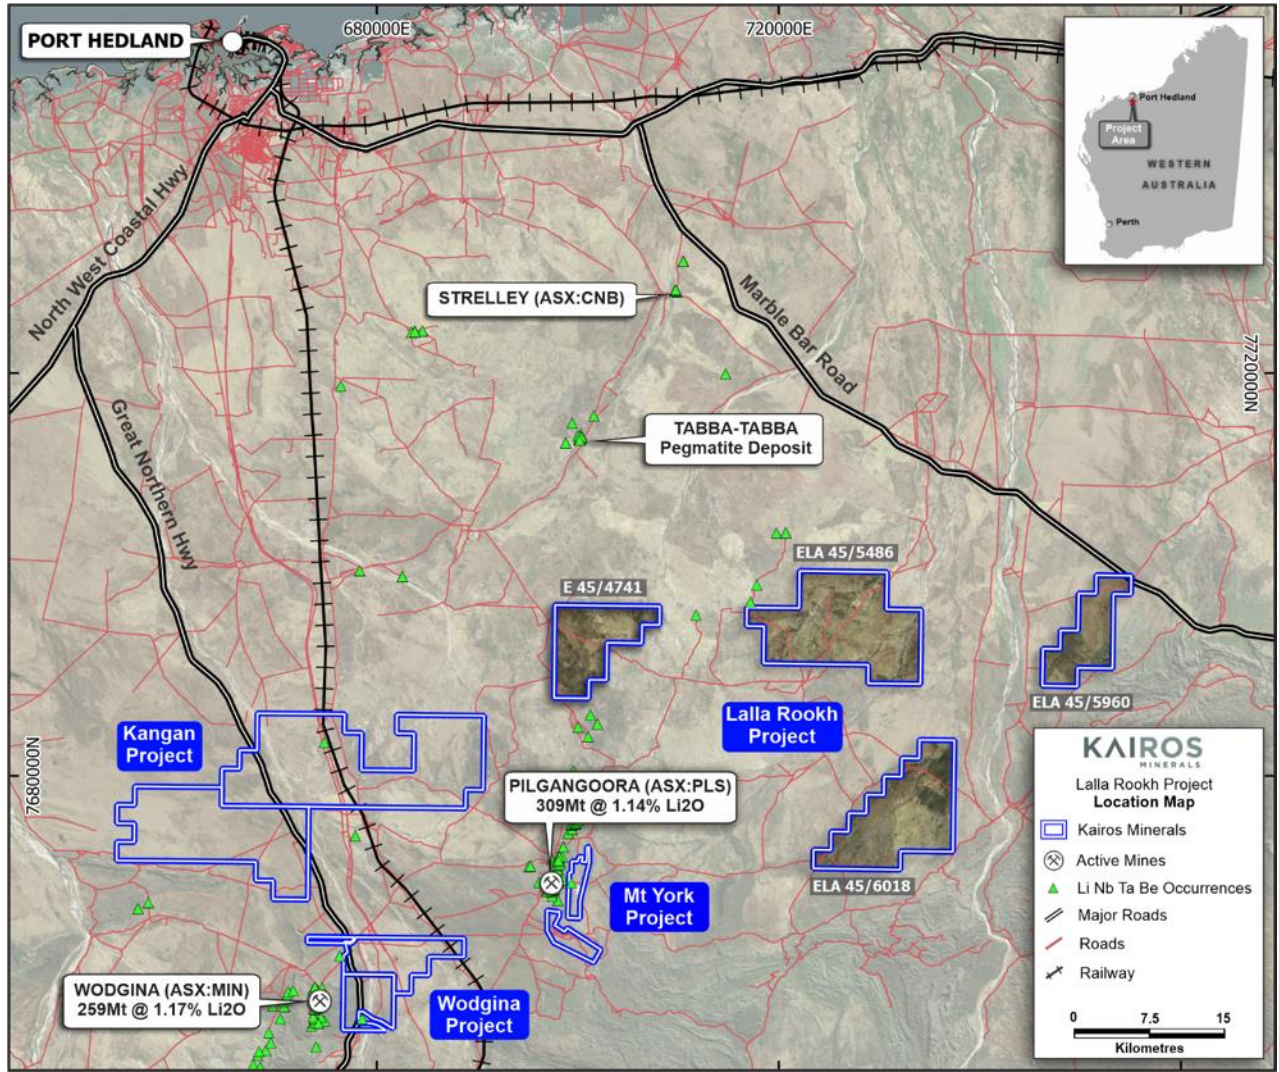 PORT HEDLAND
680000E
720000E
Port Hedland
Project
Area
WESTERN
AUSTRALIA
Perth
North West Coastal Hwy
STRELLEY (ASX:CNB)
Marble Bar Road
7720000N
Great Northern Hwy
TABBA-TABBA
Pegmatite Deposit
E 45/4741
ELA 45/5486
ELA 45/5960
Kangan
Project
Lalla Rookh
Project
7680000N
PILGANGOORA (ASX:PLS)
309Mt @ 1.14% Li2O
ELA 45/6018
Mt York
Project
WODGINA (ASX:MIN)
259Mt @ 1.17% Li2O
Wodgina
Project
KAIROS
MINERALS
Lalla Rookh Project
Location Map
Kairos Minerals
Active Mines
Li Nb Ta Be Occurrences
Major Roads
Roads
Railway
0 7.5 15
Kilometres